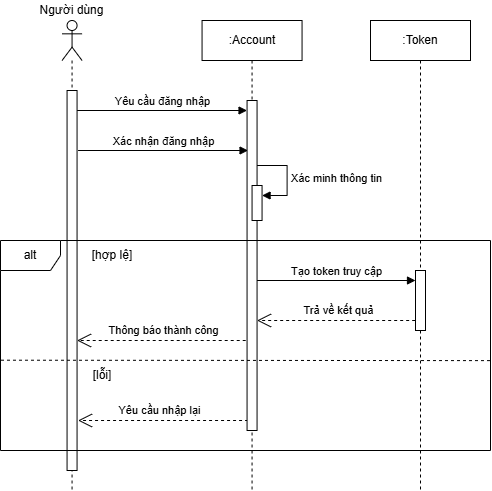 Người dùng
:Account
:Token
Yêu cầu đăng nhập
Xác nhận đăng nhập
Xác minh thông tin
alt
[hợp lệ]
Tạo token truy cập
Trả về kết quả
Thông báo thành công
[lỗi]
Yêu cầu nhập lại